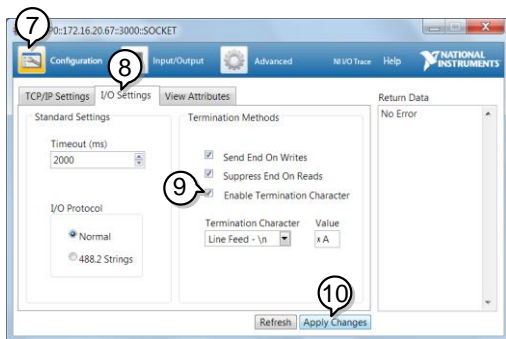 7
P0::172.16.20.67::3000::SOCKET
Configuration
8
Input/Output
Advanced
NI I/O Trace
Help
NATIONAL
INSTRUMENTS
TCP/IP Settings
I/O Settings
View Attributes
Return Data
Standard Settings
Termination Methods
No Error
Timeout (ms)
2000
Send End On Writes
Suppress End On Reads
9
Enable Termination Character
I/O Protocol
Normal
488.2 Strings
Termination Character
Value
Line Feed - \n
x A
10
Refresh
Apply Changes